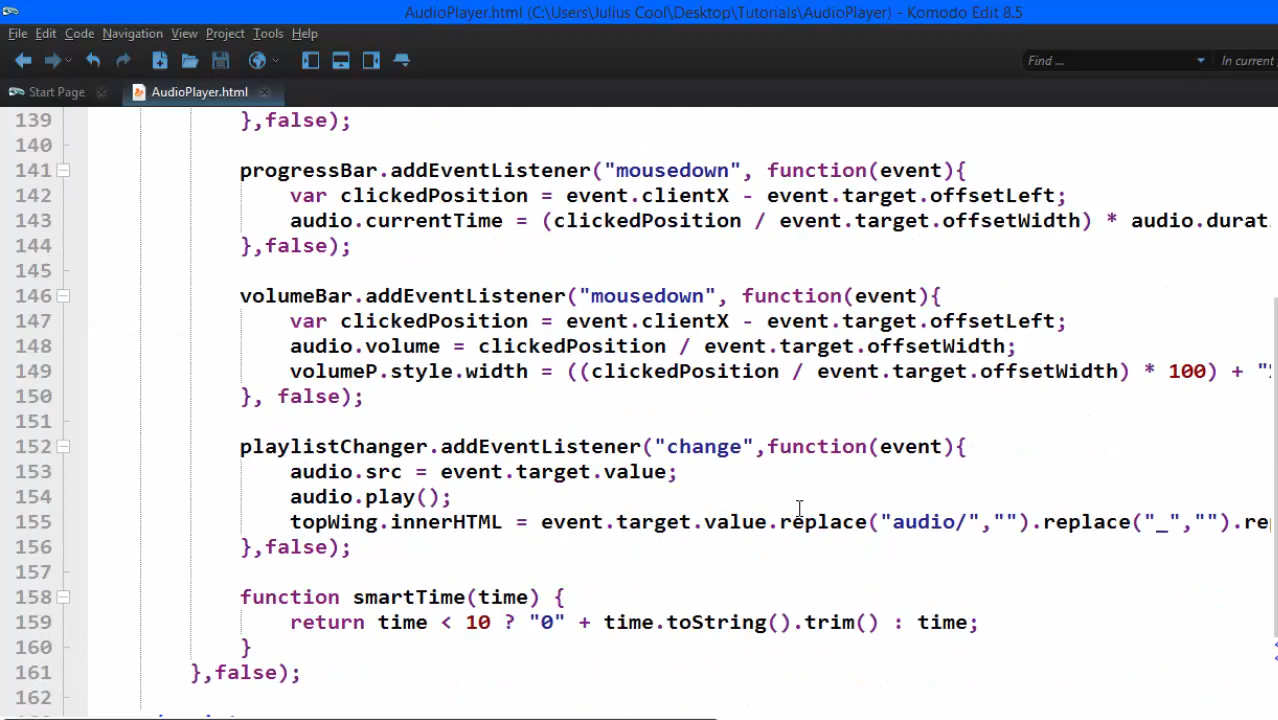 AudioPlayer.html (C:\Users\Julius Cool\Desktop\Tutorials\AudioPlayer) - Komodo Edit 8.5
File Edit Code Navigation View Project Tools Help
Find ... In current
Start Page AudioPlayer.html
139 },false);
140
141 progressBar.addEventListener("mousedown", function(event){
142 var clickedPosition = event.clientX - event.target.offsetLeft;
143 audio.currentTime = (clickedPosition / event.target.offsetWidth) * audio.durat
144 },false);
145
146 volumeBar.addEventListener("mousedown", function(event){
147 var clickedPosition = event.clientX - event.target.offsetLeft;
148 audio.volume = clickedPosition / event.target.offsetWidth;
149 volumeP.style.width = ((clickedPosition / event.target.offsetWidth) * 100) + "
150 }, false);
151
152 playlistChanger.addEventListener("change",function(event){
153 audio.src = event.target.value;
154 audio.play();
155 topWing.innerHTML = event.target.value.replace("audio/","").replace("_","").re
156 },false);
157
158 function smartTime(time) {
159 return time < 10 ? "0" + time.toString().trim() : time;
160 }
161 },false);
162